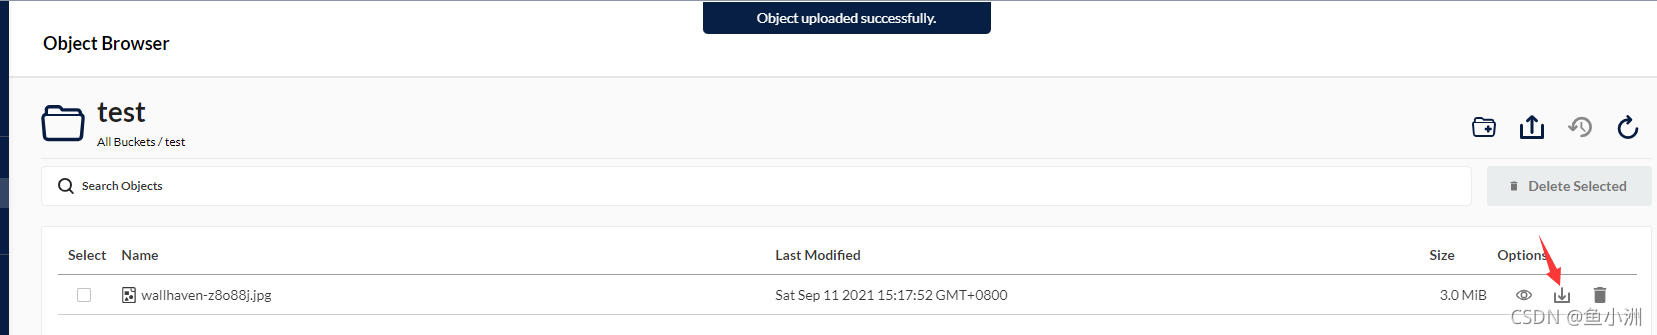 Object uploaded successfully.
Object Browser
test
All Buckets / test
Search Objects
Delete Selected
Select Name Last Modified Size Options
wallhaven-z8o88j.jpg Sat Sep 11 2021 15:17:52 GMT+0800 3.0 MiB
CSDN @鱼小洲